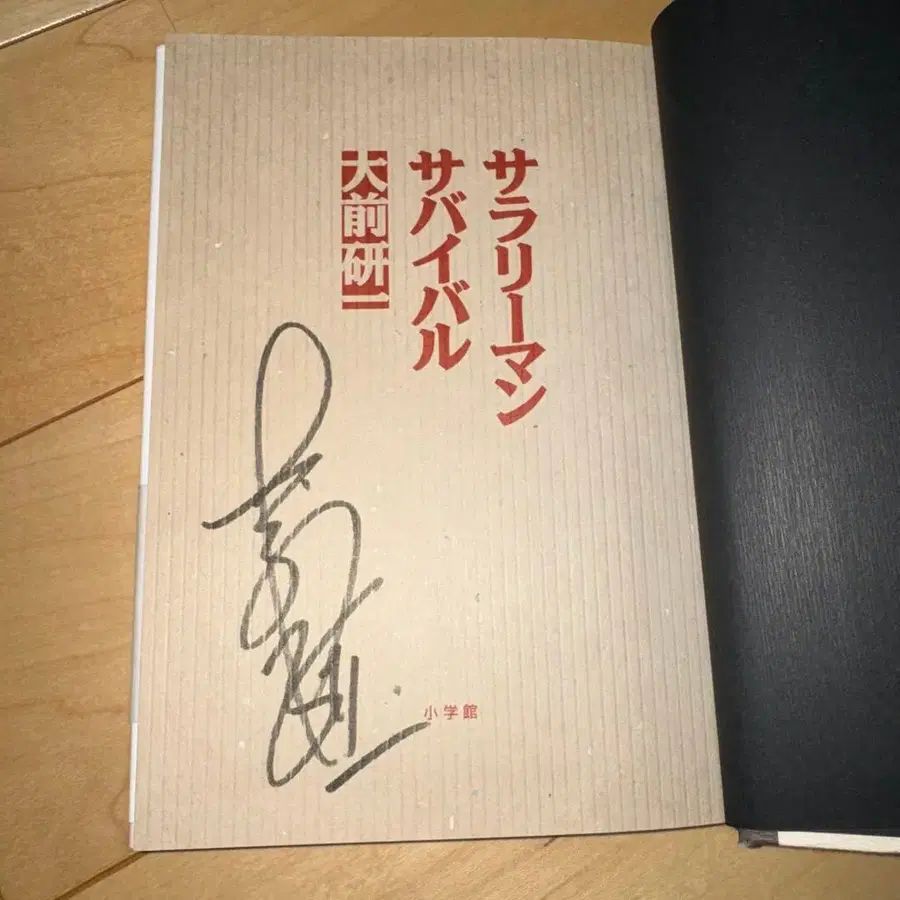 サラリーマン
サバイバル
大前研一
小学館